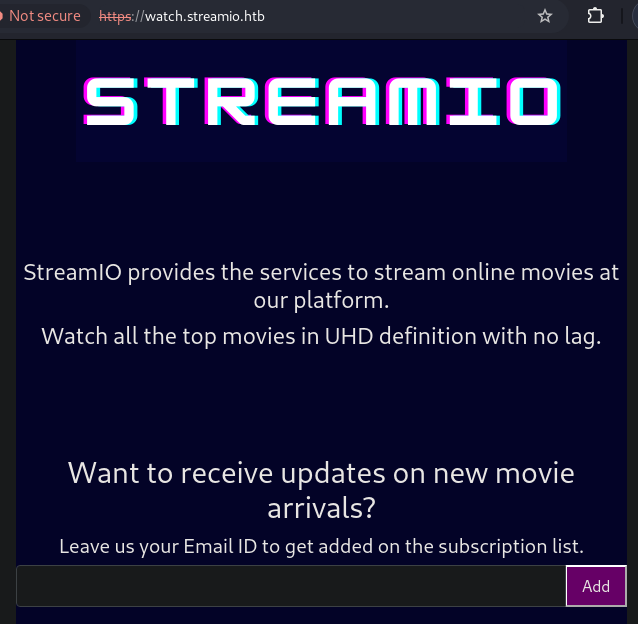 Not secure https://watch.streamio.htb
STREAMIO
StreamIO provides the services to stream online movies at
our platform.
Watch all the top movies in UHD definition with no lag.
Want to receive updates on new movie
arrivals?
Leave us your Email ID to get added on the subscription list.
Add